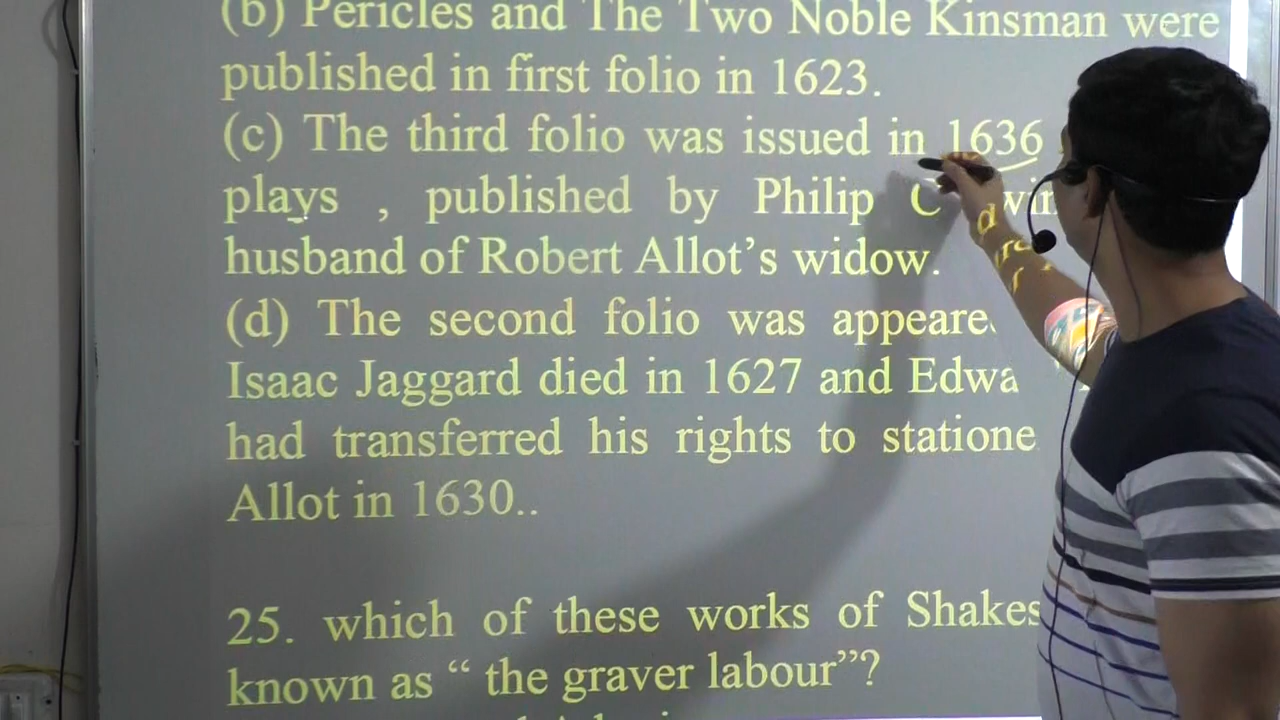 (b) Pericles and The Two Noble Kinsman were
published in first folio in 1623.
(c) The third folio was issued in 1636
plays , published by Philip
husband of Robert Allot's widow.
(d) The second folio was
Isaac Jaggard died in 1627 and
had transferred his rights to
Allot in 1630..
25. which of these works of
known as “ the graver labour”?